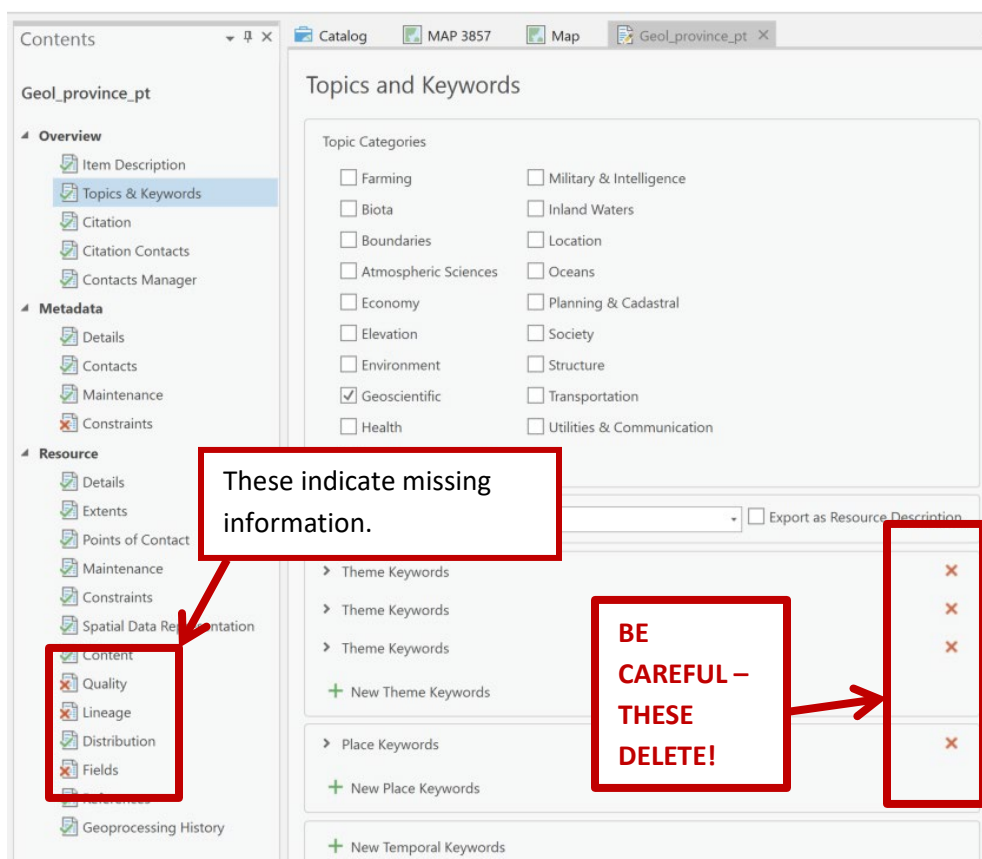 Contents
Catalog
MAP 3857
Map
Geol_province_pt
Geol_province_pt
Overview
Item Description
Topics & Keywords
Citation
Citation Contacts
Contacts Manager
Metadata
Details
Contacts
Maintenance
Constraints
Resource
Details
Extents
Points of Contact
Maintenance
Constraints
Spatial Data Representation
Content
Quality
Lineage
Distribution
Fields
References
Geoprocessing History
Topics and Keywords
Topic Categories
Farming
Military & Intelligence
Biota
Inland Waters
Boundaries
Location
Atmospheric Sciences
Oceans
Economy
Planning & Cadastral
Elevation
Society
Environment
Structure
Geoscientific
Transportation
Health
Utilities & Communication
These indicate missing
information.
Export as Resource Description
Theme Keywords
Theme Keywords
Theme Keywords
New Theme Keywords
BE
CAREFUL –
THESE
DELETE!
Place Keywords
New Place Keywords
New Temporal Keywords